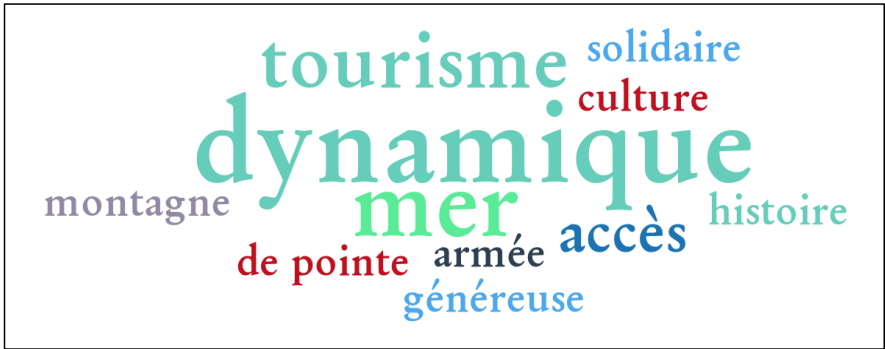 tourisme
solidaire
culture
dynamique
montagne
mer
histoire
accès
de pointe
armée
généreuse